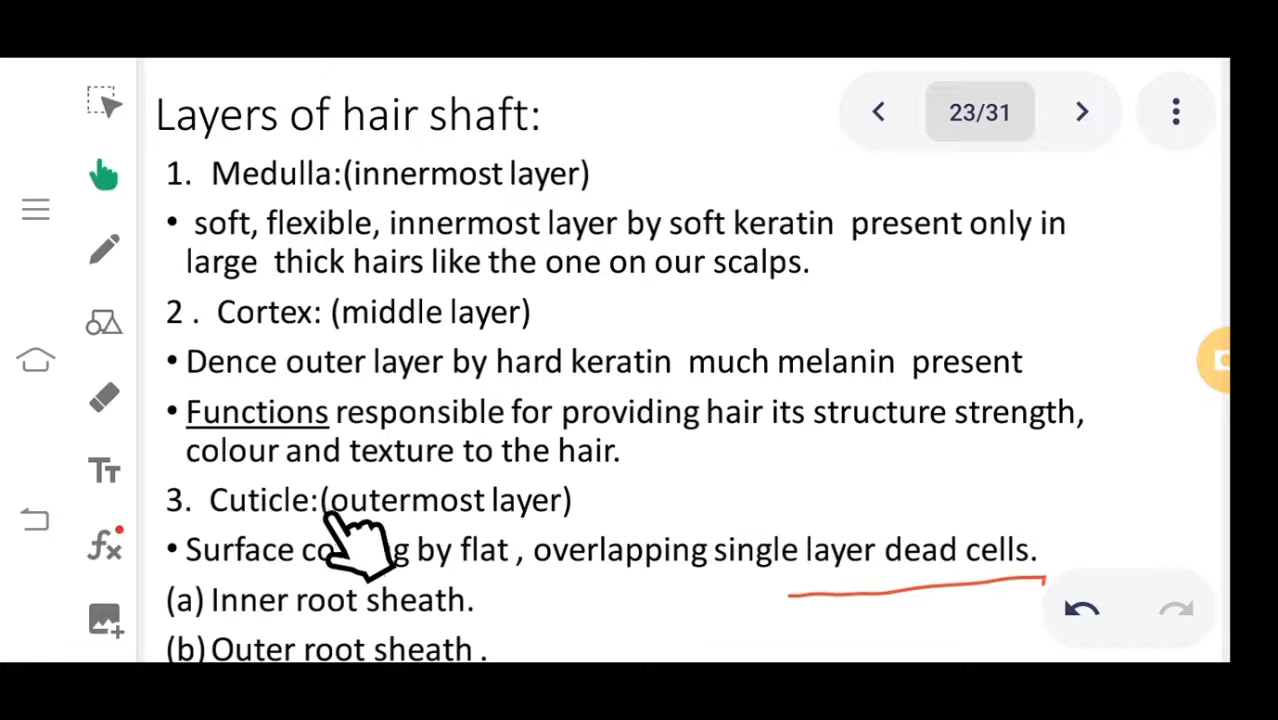 Layers of hair shaft:
23/31
1. Medulla:(innermost layer)
• soft, flexible, innermost layer by soft keratin present only in
large thick hairs like the one on our scalps.
2 . Cortex: (middle layer)
• Dence outer layer by hard keratin much melanin present
• Functions responsible for providing hair its structure strength,
colour and texture to the hair.
3. Cuticle:(outermost layer)
• Surface by flat , overlapping single layer dead cells.
(a) Inner root sheath.
(b) Outer root sheath .
TT
fx